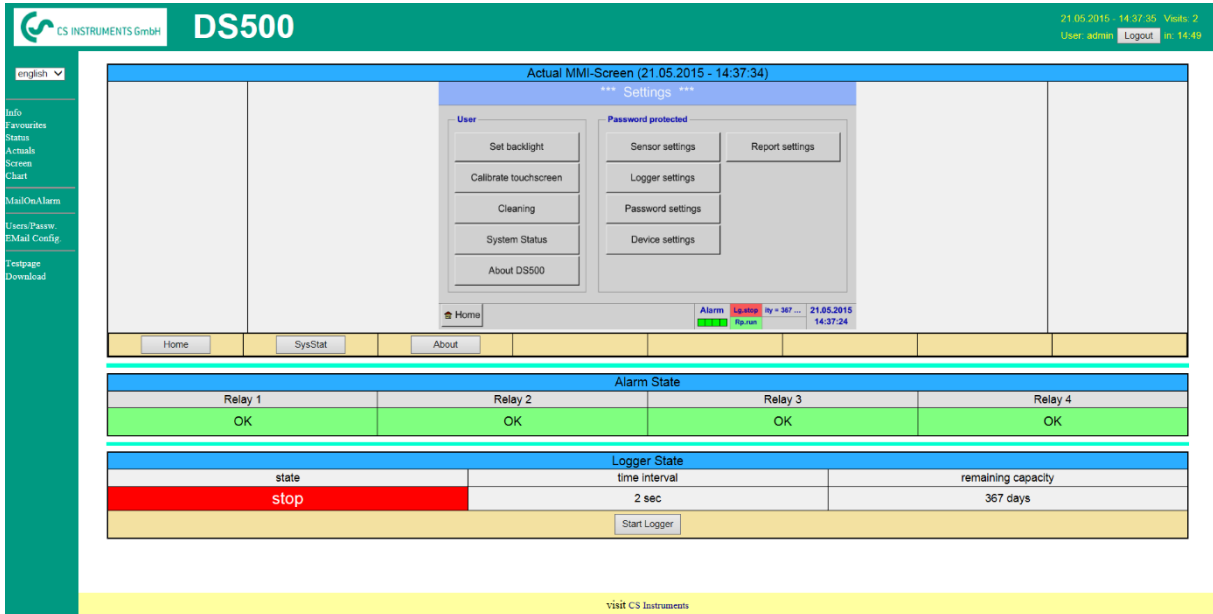 CS INSTRUMENTS GmbH
DS500
21.05.2015 - 14:37:35 Visits: 2
User: admin Logout in: 14:49
english
Info
Favourites
Status
Actuals
Screen
Chart
MailOnAlarm
Users/Passw.
EMail Config.
Testpage
Download
Actual MMI-Screen (21.05.2015 - 14:37:34)
*** Settings ***
User
Password protected
Set backlight
Sensor settings
Report settings
Calibrate touchscreen
Logger settings
Cleaning
Password settings
System Status
Device settings
About DS500
Home
Alarm Lg.stop ity = 367 ... 21.05.2015
Rp.run 14:37:24
Home SysStat About
Alarm State
Relay 1 Relay 2 Relay 3 Relay 4
OK OK OK OK
Logger State
state time interval remaining capacity
stop 2 sec 367 days
Start Logger
visit CS Instruments